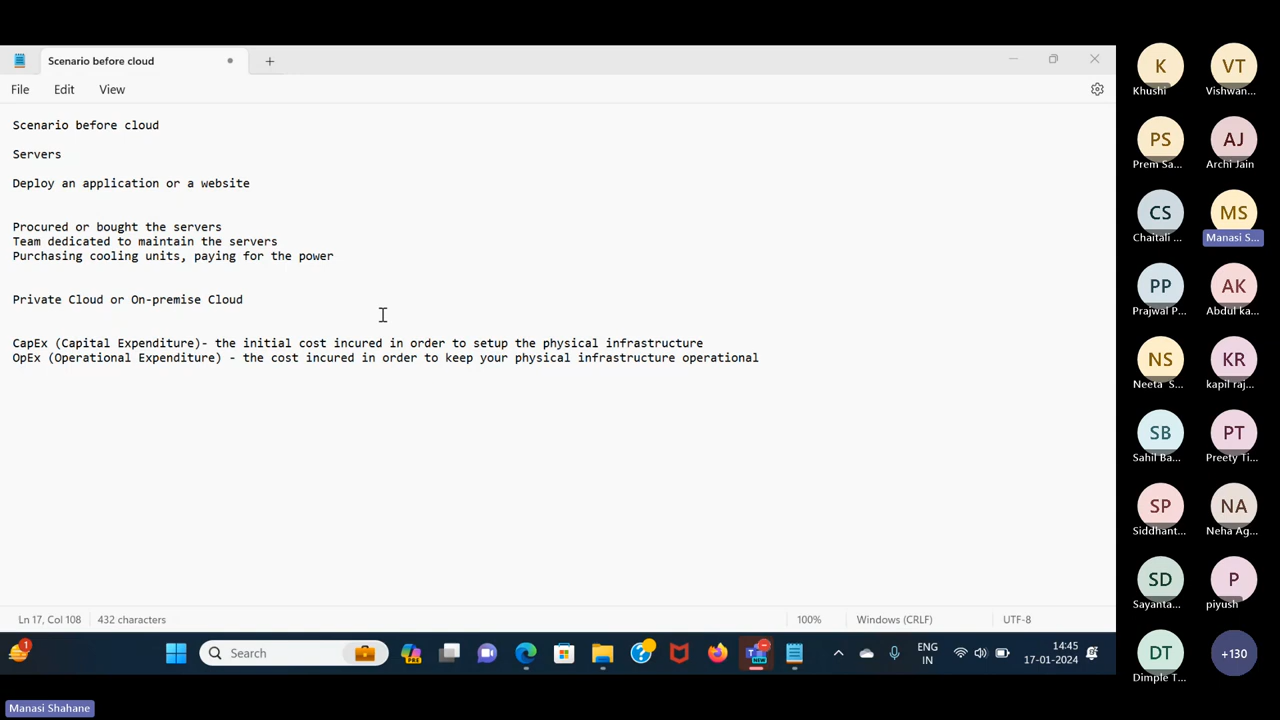 Scenario before cloud
File Edit View
Scenario before cloud
Servers
Deploy an application or a website
Procured or bought the servers
Team dedicated to maintain the servers
Purchasing cooling units, paying for the power
Private Cloud or On-premise Cloud
CapEx (Capital Expenditure)- the initial cost incured in order to setup the physical infrastructure
OpEx (Operational Expenditure) - the cost incured in order to keep your physical infrastructure operational
Ln 17, Col 108 432 characters 100% Windows (CRLF) UTF-8
1 Search PRE NEW ENG IN 14:45 17-01-2024
Manasi Shahane
K VT
Khushi Vishwan...
PS AJ
Prem Sa... Archi Jain
CS MS
Chaitali ... Manasi S...
PP AK
Prajwal P... Abdul ka...
NS KR
Neeta S... kapil raj...
SB PT
Sahil Ba... Preety Ti...
SP NA
Siddhant... Neha Ag...
SD P
Sayanta... piyush
DT +130
Dimple T...